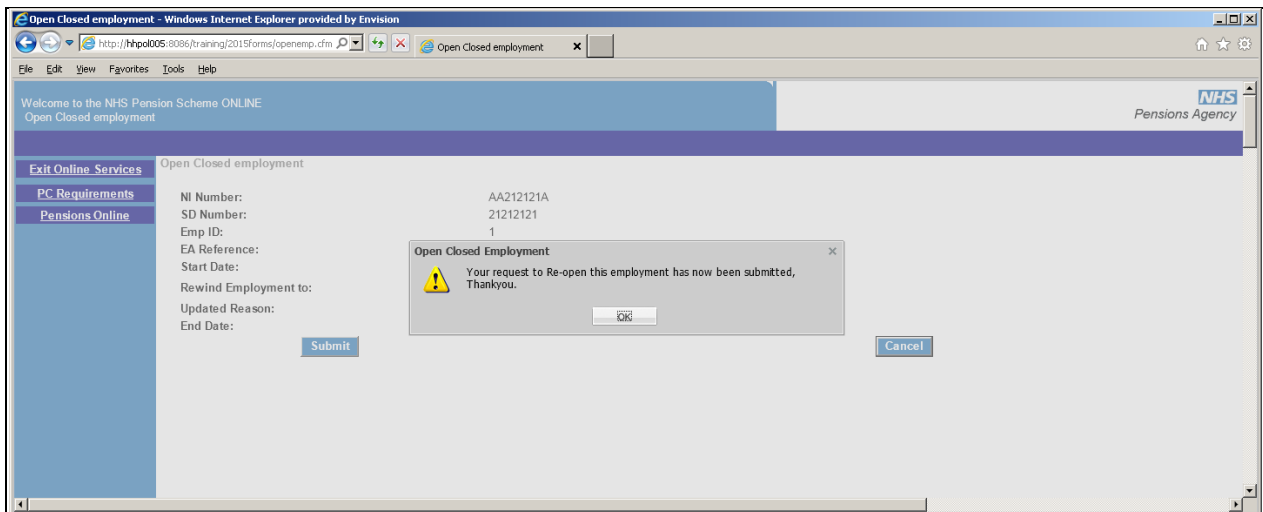 Open Closed employment - Windows Internet Explorer provided by Envision
http://hhpol005:8086/training/2015forms/openemp.cfm
Open Closed employment
File Edit View Favorites Tools Help
Welcome to the NHS Pension Scheme ONLINE
Open Closed employment
NHS
Pensions Agency
Exit Online Services
PC Requirements
Pensions Online
Open Closed employment
NI Number: AA212121A
SD Number: 21212121
Emp ID: 1
EA Reference:
Start Date:
Rewind Employment to:
Updated Reason:
End Date:
Open Closed Employment
Your request to Re-open this employment has now been submitted,
Thankyou.
OK
Submit Cancel